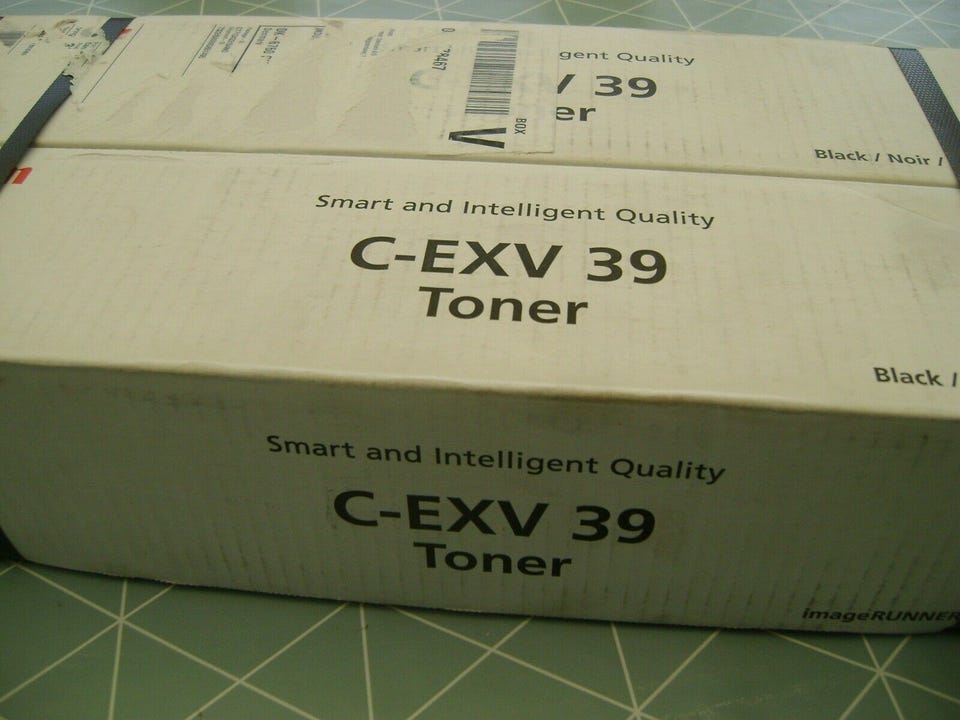 gent Quality
V 39
er
BOX
V
Black / Noir /
Smart and Intelligent Quality
C-EXV 39
Toner
Black /
Smart and Intelligent Quality
C-EXV 39
Toner
imageRUNNER